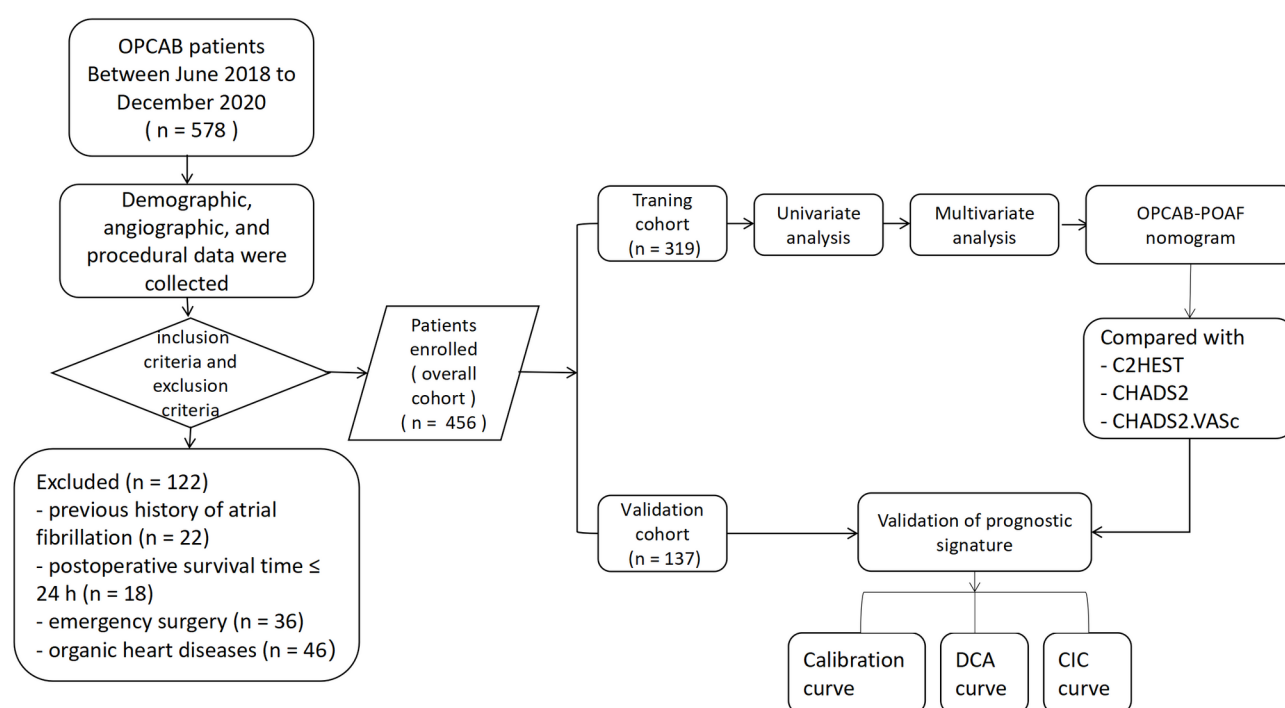 OPCAB patients
Between June 2018 to
December 2020
( n = 578 )
Demographic,
angiographic, and
procedural data were
collected
inclusion
criteria and
exclusion
criteria
Excluded (n = 122)
- previous history of atrial
fibrillation (n = 22)
- postoperative survival time ≤
24 h (n = 18)
- emergency surgery (n = 36)
- organic heart diseases (n = 46)
Patients
enrolled
( overall
cohort )
( n = 456 )
Traning
cohort
(n = 319)
Univariate
analysis
Multivariate
analysis
OPCAB-POAF
nomogram
Compared with
- C2HEST
- CHADS2
- CHADS2.VASc
Validation
cohort
(n = 137)
Validation of prognostic
signature
Calibration
curve
DCA
curve
CIC
curve